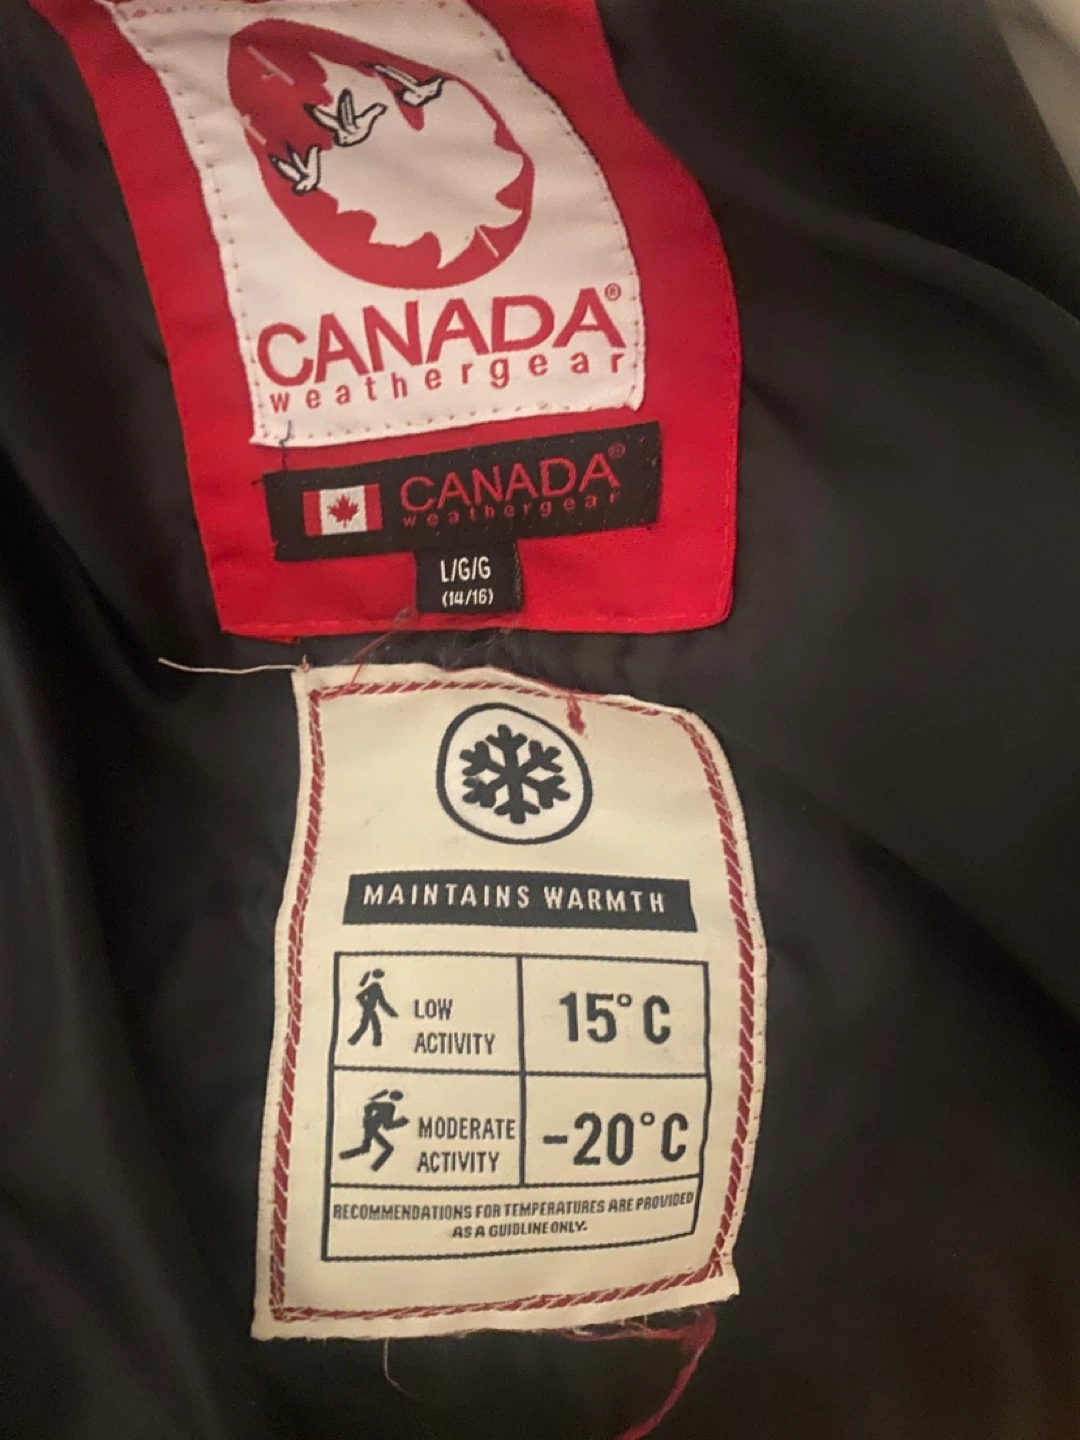 CANADA®
weathergear
CANADA®
weathergear
L/G/G
(14/16)
MAINTAINS WARMTH
LOW
ACTIVITY
15°C
MODERATE
ACTIVITY
-20°C
RECOMMENDATIONS FOR TEMPERATURES ARE PROVIDED
AS A GUIDLINE ONLY.